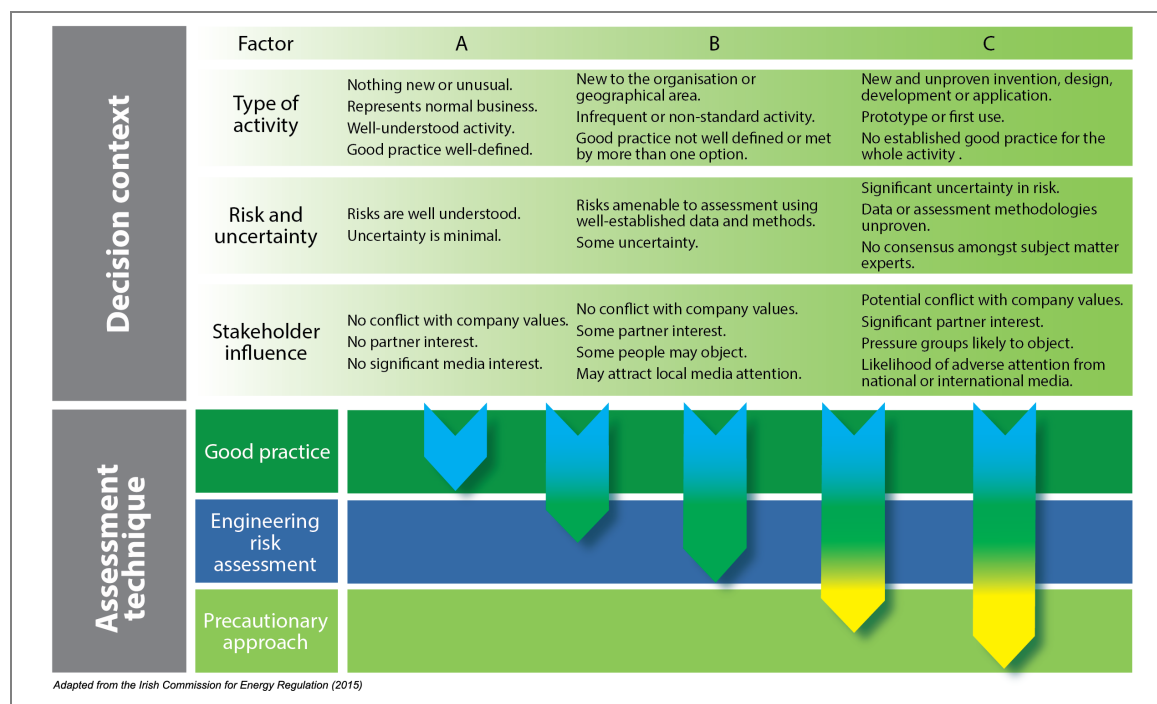 Decision context
Factor
A
B
C
Type of
activity
Nothing new or unusual.
Represents normal business.
Well-understood activity.
Good practice well-defined.
New to the organisation or
geographical area.
Infrequent or non-standard activity.
Good practice not well defined or met
by more than one option.
New and unproven invention, design,
development or application.
Prototype or first use.
No established good practice for the
whole activity .
Risk and
uncertainty
Risks are well understood.
Uncertainty is minimal.
Risks amenable to assessment using
well-established data and methods.
Some uncertainty.
Significant uncertainty in risk.
Data or assessment methodologies
unproven.
No consensus amongst subject matter
experts.
Stakeholder
influence
No conflict with company values.
No partner interest.
No significant media interest.
No conflict with company values.
Some partner interest.
Some people may object.
May attract local media attention.
Potential conflict with company values.
Significant partner interest.
Pressure groups likely to object.
Likelihood of adverse attention from
national or international media.
Assessment
technique
Good practice
Engineering
risk
assessment
Precautionary
approach
Adapted from the Irish Commission for Energy Regulation (2015)